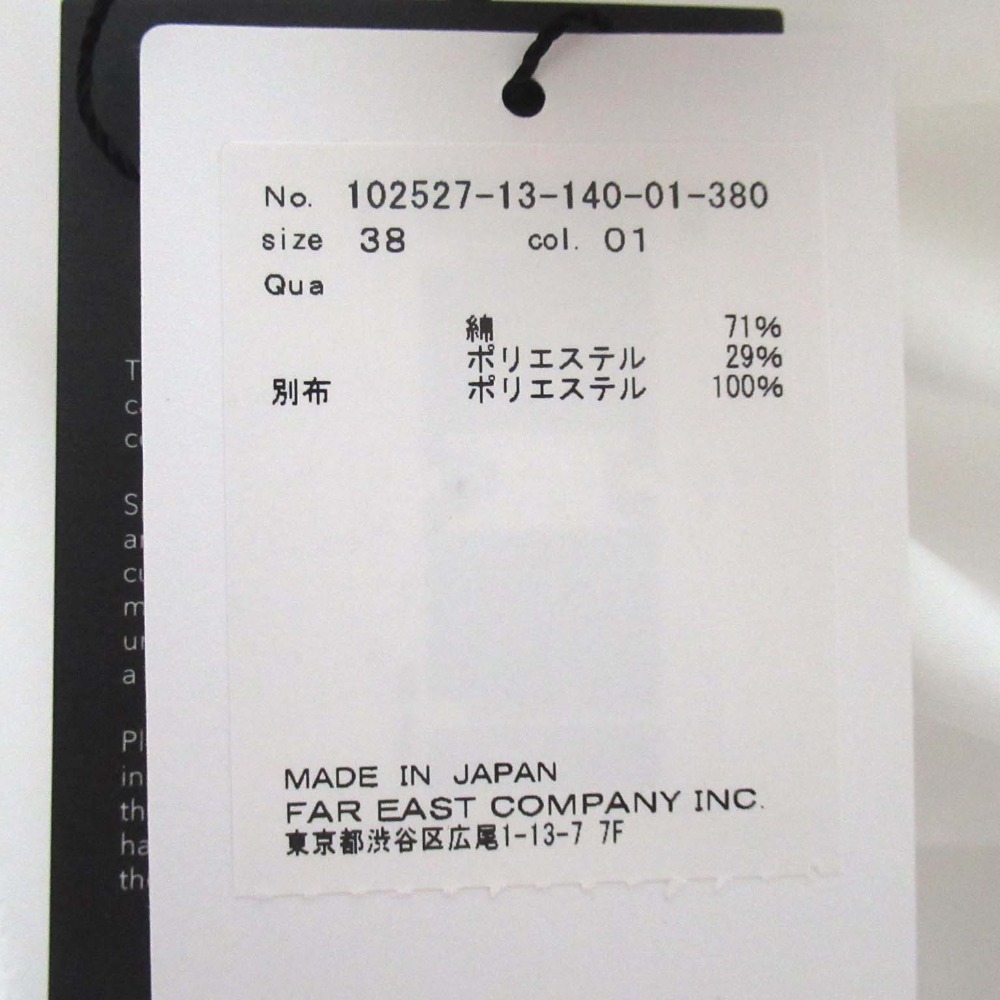 No. 102527-13-140-01-380
size 38 col. 01
Qua
綿 71%
ポリエステル 29%
別布 ポリエステル 100%
MADE IN JAPAN
FAR EAST COMPANY INC.
東京都渋谷区広尾1-13-7 7F